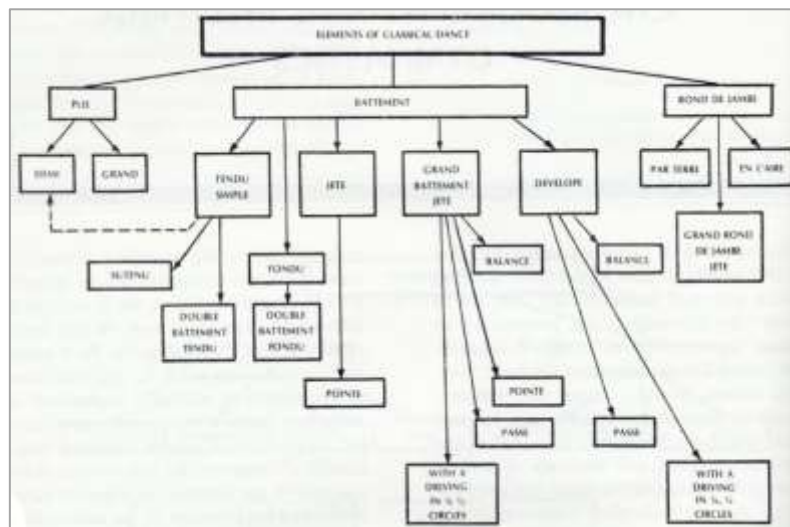 ELEMENTS OF CLASSICAL DANCE
PLIE
BATTEMENT
ROND DE JAMBE
DEMI
GRAND
TENDU
SIMPLE
JETE
GRAND
BATTEMENT
JETE
DEVELOPE
PAR TERRE
EN L'AIRE
GRAND ROND
DE JAMBE
JETE
SUTENU
FONDU
BALANCE
BALANCE
DOUBLE
BATTEMENT
TENDU
DOUBLE
BATTEMENT
FONDU
POINTE
POINTE
PASSE
PASSE
WITH A
DRIVING
IN ¼ ½
CIRCLES
WITH A
DRIVING
IN ¼, ½
CIRCLES